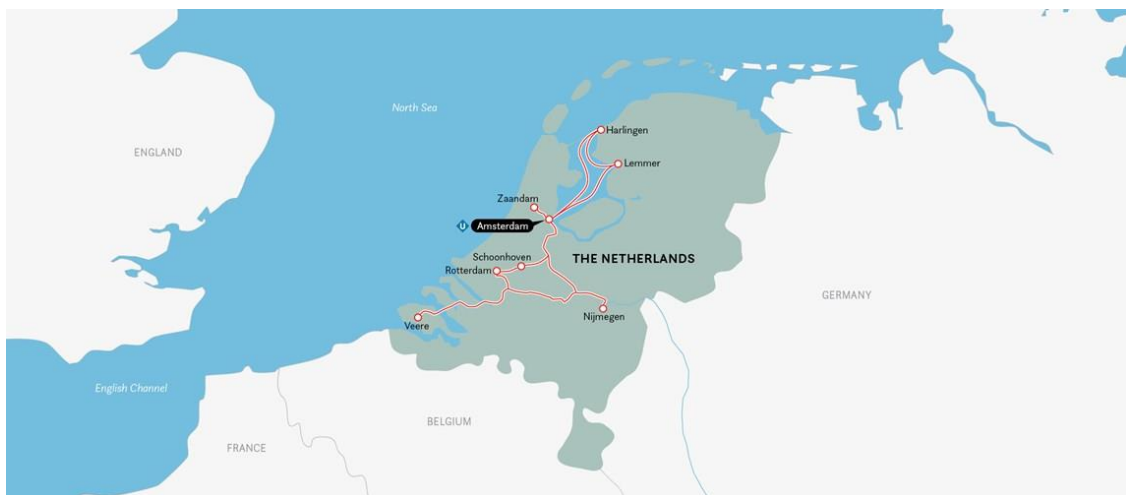 North Sea
Harlingen
ENGLAND
Lemmer
Zaandam
U
Amsterdam
Schoonhoven
THE NETHERLANDS
Rotterdam
GERMANY
Nijmegen
Veere
English Channel
BELGIUM
FRANCE